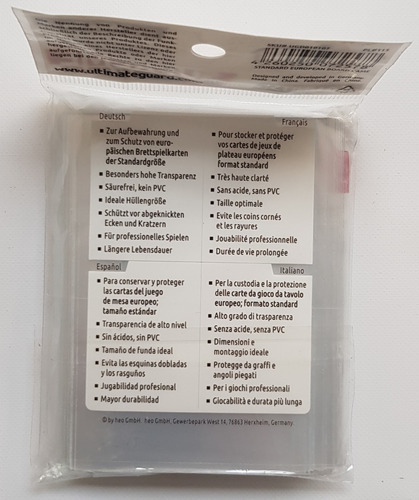 www.ultimateguard.
STANDARD EUROPEAN BOARD GAME
Made in China.
Deutsch
Zur Aufbewahrung und
zum Schutz von euro-
päischen Brettspielkarten
der Standardgröße
Besonders hohe Transparenz
Säurefrei, kein PVC
Ideale Hüllengröße
Schützt vor abgeknickten
Ecken und Kratzern
Für professionelles Spielen
Längere Lebensdauer
Français
Pour stocker et protéger
vos cartes de jeux de
plateau européens
format standard
Très haute clarté
Sans acide, sans PVC
Taille optimale
Evite les coins cornés
et les rayures
Jouabilité professionnelle
Durée de vie prolongée
Español
Para conservar y proteger
las cartas del juego
de mesa europeo;
tamaño estándar
Transparencia de alto nivel
Sin ácidos, sin PVC
Tamaño de funda ideal
Evita las esquinas dobladas
y los rasguños
Jugabilidad profesional
Mayor durabilidad
Italiano
Per la custodia e la protezione
delle carte da gioco da tavolo
europee; formato standard
Alto grado di trasparenza
Senza acide, senza PVC
Dimensioni e
montaggio ideale
Protegge da graffi e
angoli piegati
Per i giochi professionali
Giocabilità e durata più lunga
© by heo GmbH. heo GmbH, Gewerbepark West 14, 76863 Herxheim, Germany.